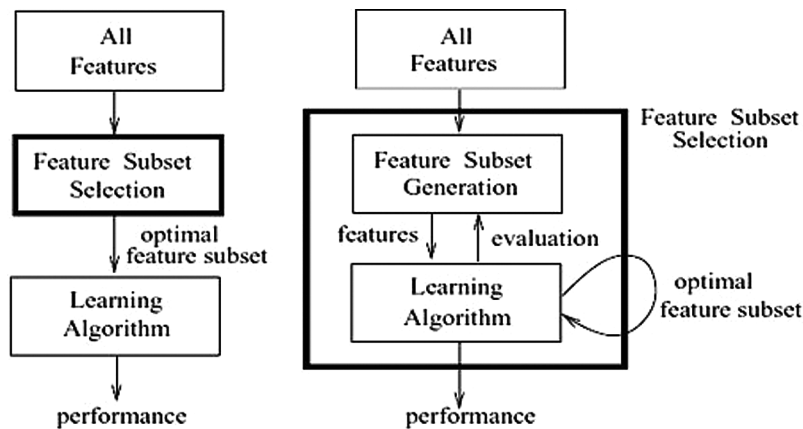 All
Features
Feature Subset
Selection
optimal
feature subset
Learning
Algorithm
performance
All
Features
Feature Subset
Selection
Feature Subset
Generation
features
evaluation
Learning
Algorithm
optimal
feature subset
performance